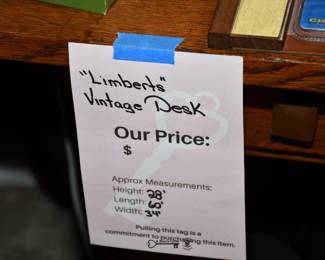 "Limberts"
Vintage Desk
Our Price:
$
Approx Measurements:
Height: 28'
Length: 60'
Width: 34'
Pulling this tag is a
commitment to purchasing this item.